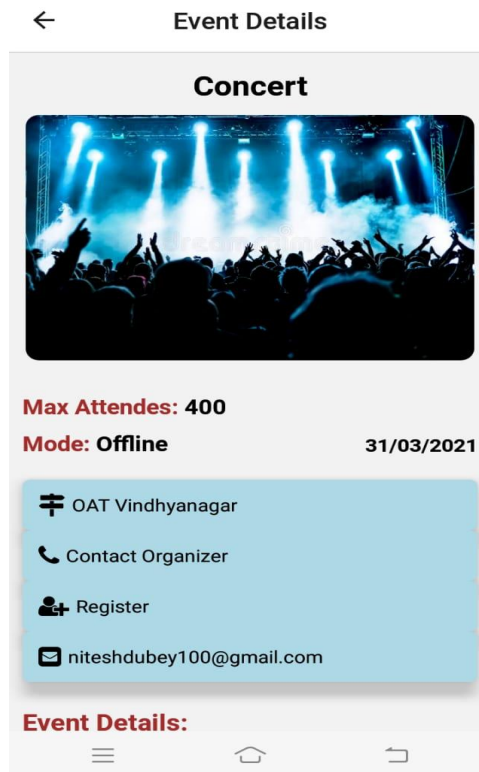 Event Details
Concert
dreamstime
Max Attendes: 400
Mode: Offline
31/03/2021
OAT Vindhyanagar
Contact Organizer
Register
niteshdubey100@gmail.com
Event Details: